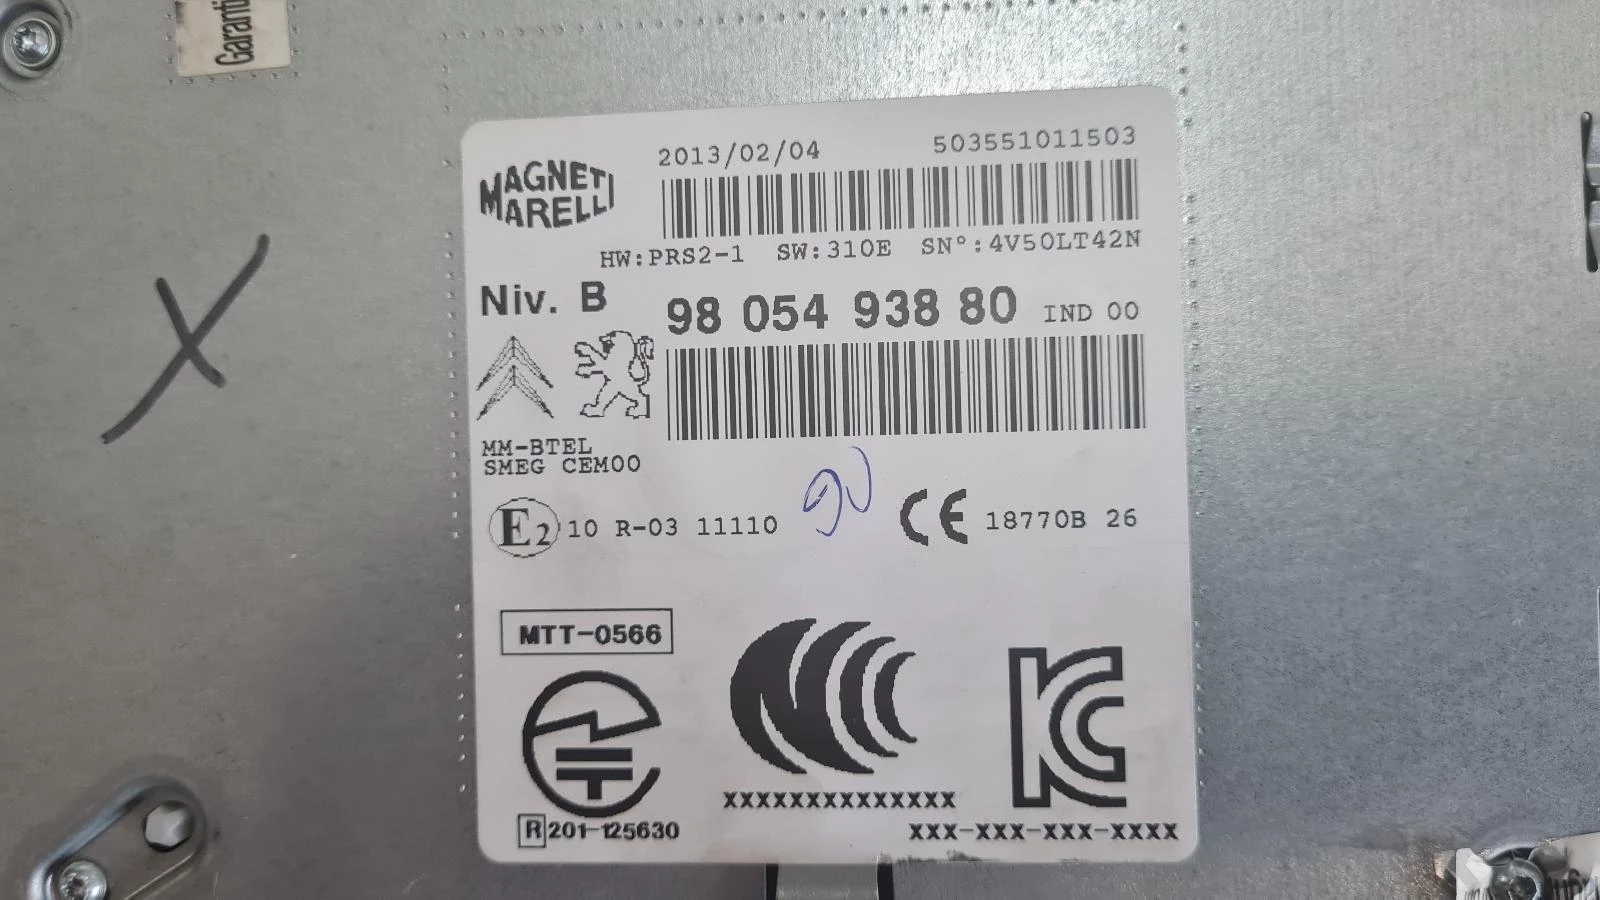 Garanti
2013/02/04 503551011503
MAGNETI
MARELLI
HW:PRS2-1 SW:310E SN°:4V50LT42N
Niv. B 98 054 938 80 IND 00
MM-BTEL
SMEG CEM00
E2 10 R-03 11110 90 CE 18770B 26
MTT-0566
R 201-125630
XXXXXXXXXXXXXX
XXX-XXX-XXX-XXXX